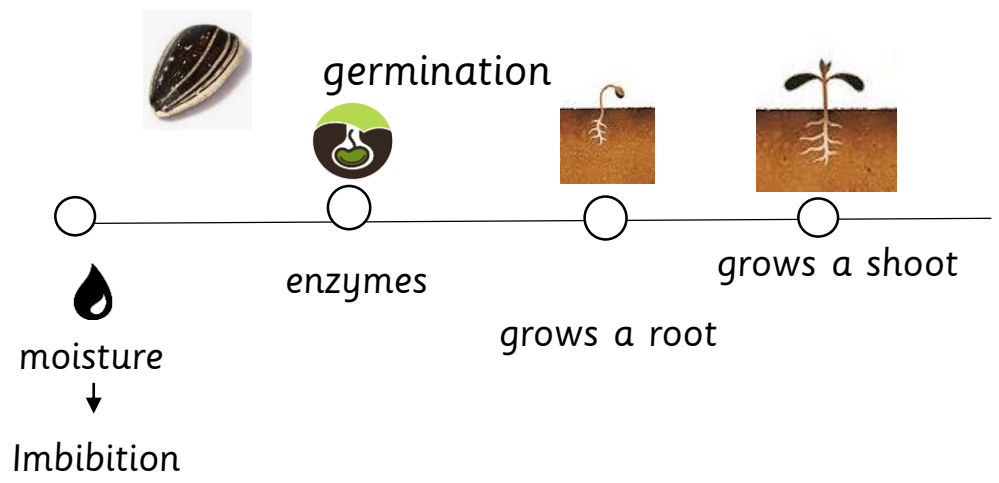 germination
enzymes
grows a shoot
grows a root
moisture
Imbibition